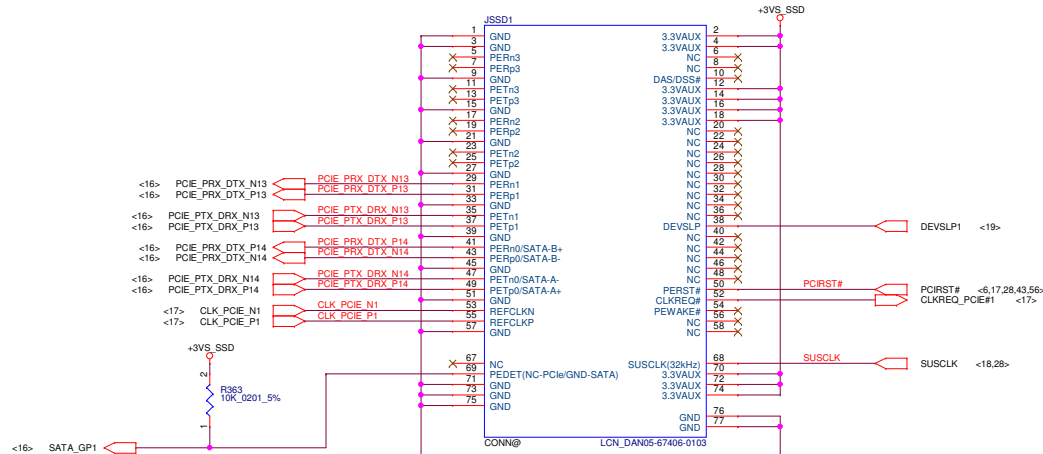 +3VS_SSD
JSSD1
1 GND 3.3VAUX 2
3 GND 3.3VAUX 4
5 PERn3 NC 6
7 PERp3 NC 8
9 GND DAS/DSS# 10
11 PETn3 3.3VAUX 12
13 PETp3 3.3VAUX 14
15 GND 3.3VAUX 16
17 PERn2 3.3VAUX 18
19 PERp2 NC 20
21 GND NC 22
23 PETn2 NC 24
25 PETp2 NC 26
27 GND NC 28
<16> PCIE_PRX_DTX_N13 PCIE_PRX_DTX_N13 29 PERn1 NC 30
<16> PCIE_PRX_DTX_P13 PCIE_PRX_DTX_P13 31 PERp1 NC 32
33 GND NC 34
<16> PCIE_PTX_DRX_N13 PCIE_PTX_DRX_N13 35 PETn1 NC 36
<16> PCIE_PTX_DRX_P13 PCIE_PTX_DRX_P13 37 PETp1 DEVSLP 38 DEVSLP1 <19>
39 GND NC 40
<16> PCIE_PRX_DTX_P14 PCIE_PRX_DTX_P14 41 PERn0/SATA-B+ NC 42
<16> PCIE_PRX_DTX_N14 PCIE_PRX_DTX_N14 43 PERp0/SATA-B- NC 44
45 GND NC 46
<16> PCIE_PTX_DRX_N14 PCIE_PTX_DRX_N14 47 PETn0/SATA-A- NC 48
<16> PCIE_PTX_DRX_P14 PCIE_PTX_DRX_P14 49 PETp0/SATA-A+ PERST# 50 PCIRST# PCIRST# <6,17,28,43,56>
51 GND CLKREQ# 52 CLKREQ_PCIE#1 <17>
<17> CLK_PCIE_N1 CLK_PCIE_N1 53 REFCLKN PEWAKE# 54
<17> CLK_PCIE_P1 CLK_PCIE_P1 55 REFCLKP NC 56
57 GND NC 58
+3VS_SSD
67 NC SUSCLK(32kHz) 68 SUSCLK SUSCLK <18,28>
69 PEDET(NC-PCIe/GND-SATA) 3.3VAUX 70
71 GND 3.3VAUX 72
73 GND 3.3VAUX 74
75 GND
2
R363
10K_0201_5%
1
GND 76
GND 77
<16> SATA_GP1
CONN@ LCN_DAN05-67406-0103